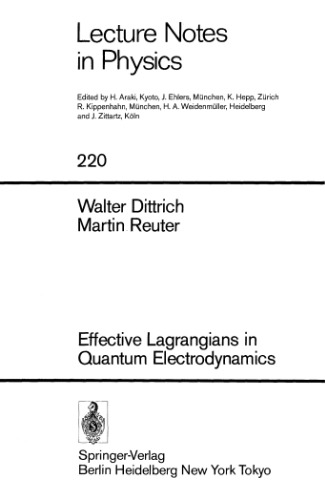 Lecture Notes
in Physics
Edited by H. Araki, Kyoto, J. Ehlers, München, K. Hepp, Zürich
R. Kippenhahn, München, H. A. Weidenmüller, Heidelberg
and J. Zittartz, Köln
220
Walter Dittrich
Martin Reuter
Effective Lagrangians in
Quantum Electrodynamics
Springer-Verlag
Berlin Heidelberg New York Tokyo